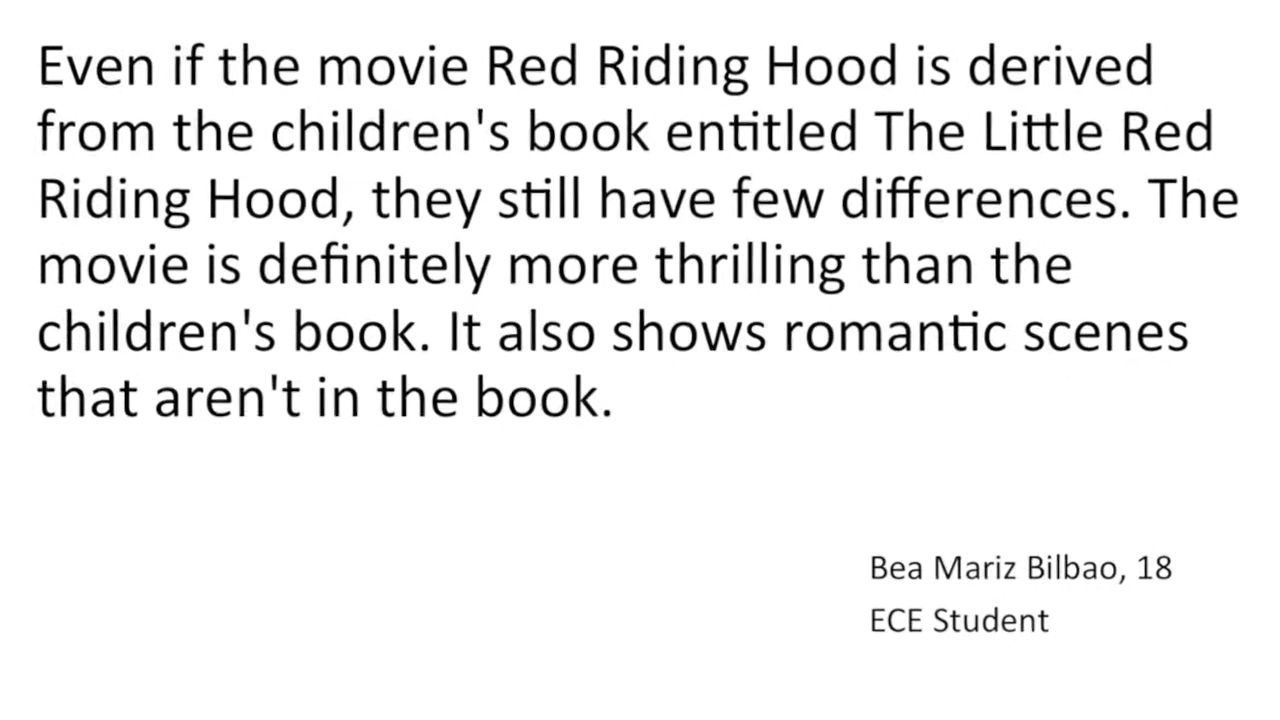 Even if the movie Red Riding Hood is derived
from the children's book entitled The Little Red
Riding Hood, they still have few differences. The
movie is definitely more thrilling than the
children's book. It also shows romantic scenes
that aren't in the book.
Bea Mariz Bilbao, 18
ECE Student